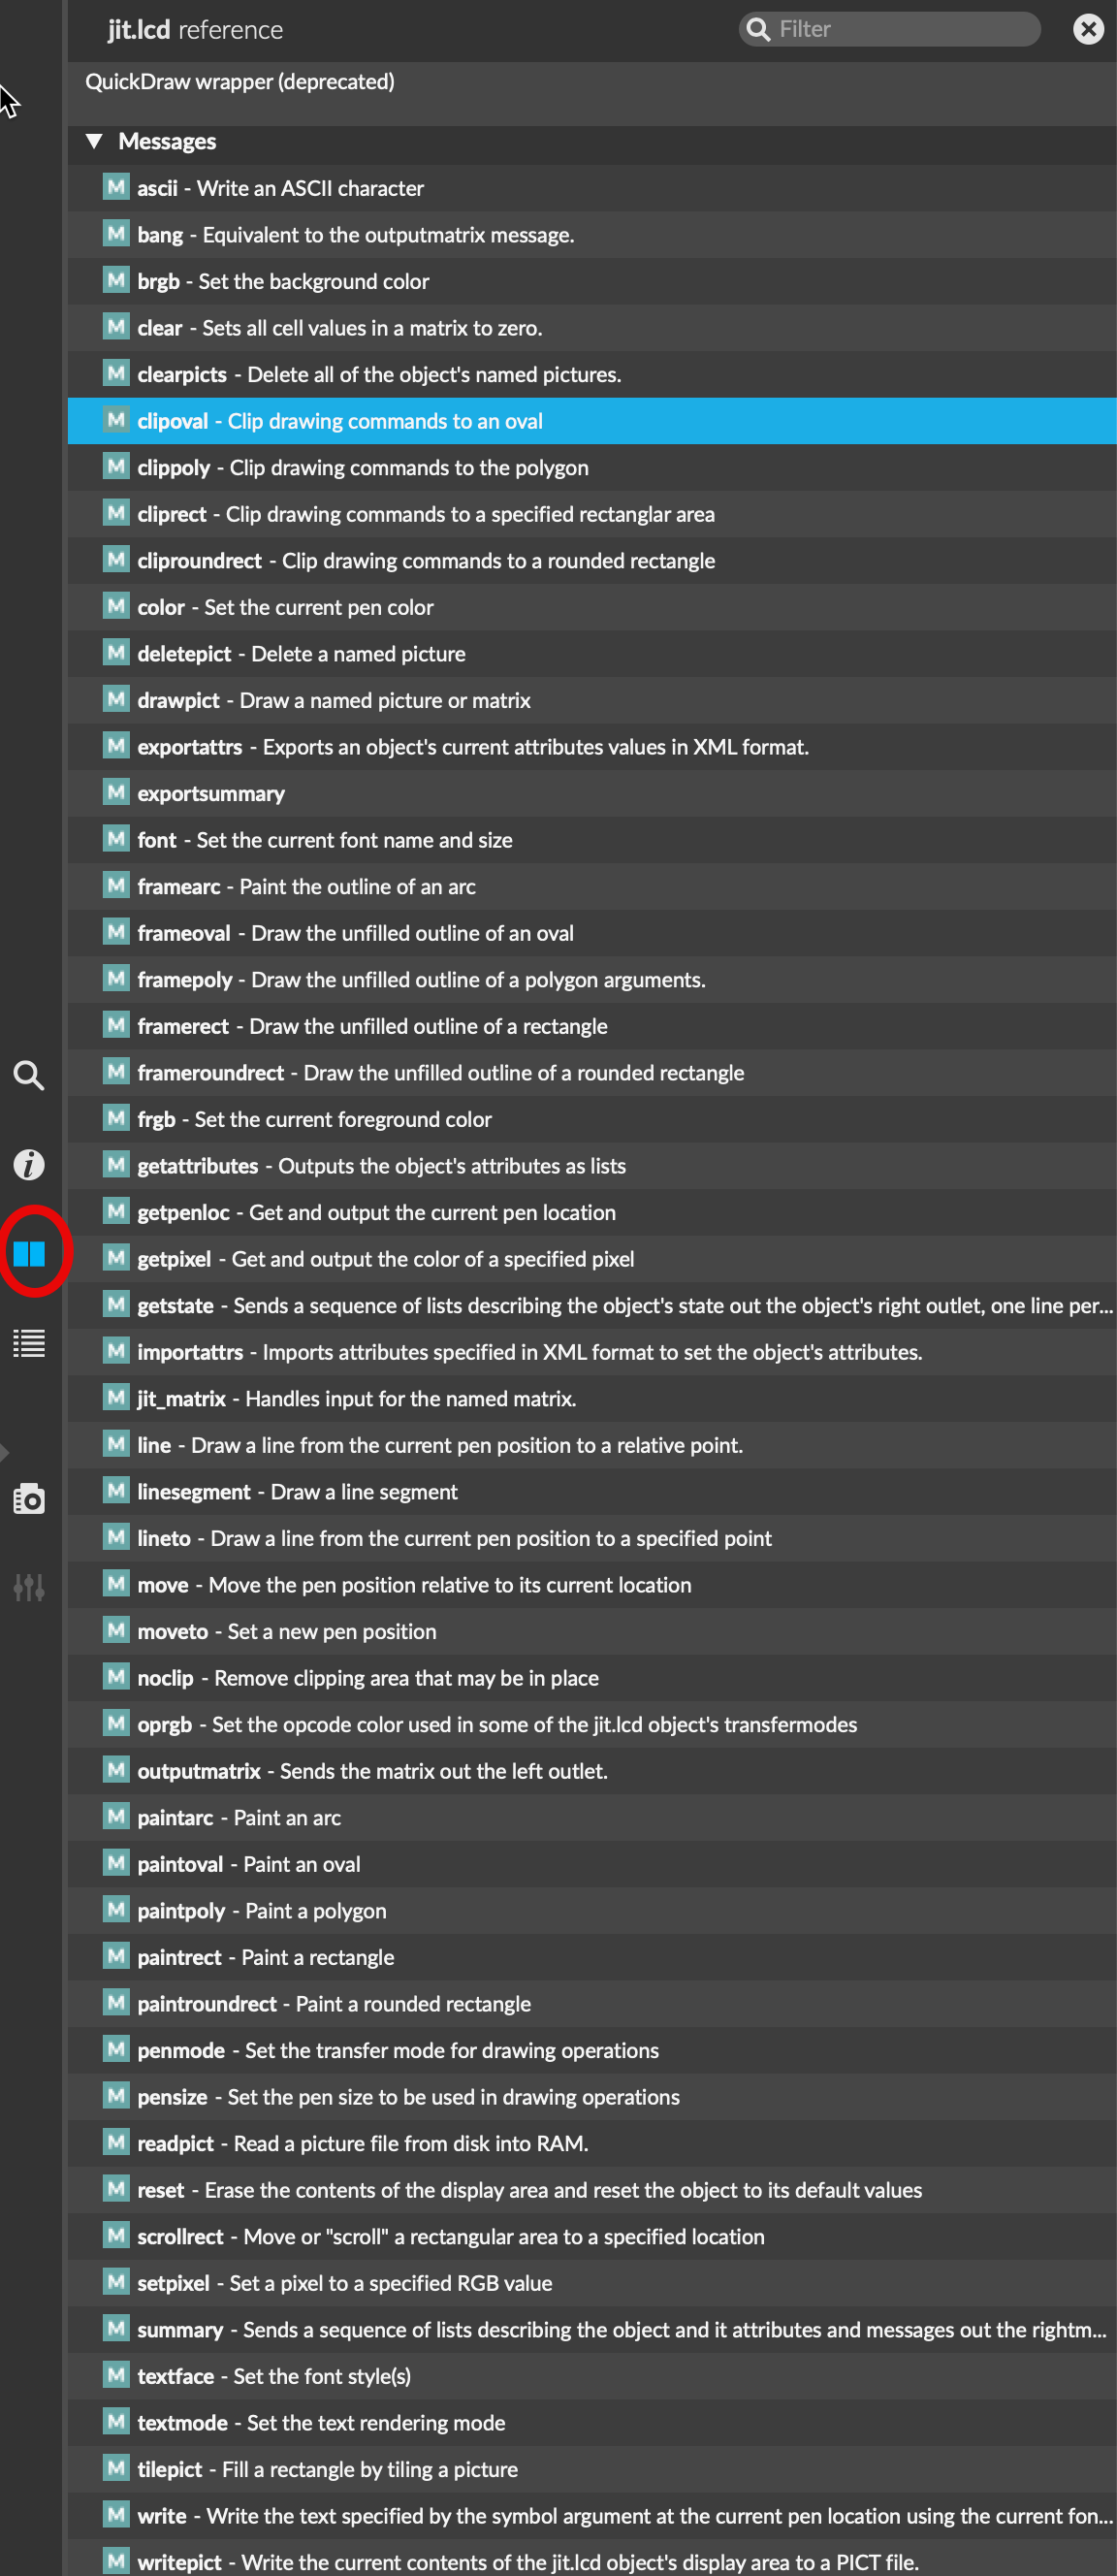 jit.lcd reference
Filter
QuickDraw wrapper (deprecated)
Messages
M ascii - Write an ASCII character
M bang - Equivalent to the outputmatrix message.
M brgb - Set the background color
M clear - Sets all cell values in a matrix to zero.
M clearpicts - Delete all of the object's named pictures.
M clipoval - Clip drawing commands to an oval
M clippoly - Clip drawing commands to the polygon
M cliprect - Clip drawing commands to a specified rectanglar area
M cliproundrect - Clip drawing commands to a rounded rectangle
M color - Set the current pen color
M deletepict - Delete a named picture
M drawpict - Draw a named picture or matrix
M exportattrs - Exports an object's current attributes values in XML format.
M exportsummary
M font - Set the current font name and size
M framearc - Paint the outline of an arc
M frameoval - Draw the unfilled outline of an oval
M framepoly - Draw the unfilled outline of a polygon arguments.
M framerect - Draw the unfilled outline of a rectangle
M frameroundrect - Draw the unfilled outline of a rounded rectangle
M frgb - Set the current foreground color
M getattributes - Outputs the object's attributes as lists
M getpenloc - Get and output the current pen location
M getpixel - Get and output the color of a specified pixel
M getstate - Sends a sequence of lists describing the object's state out the object's right outlet, one line per...
M importattrs - Imports attributes specified in XML format to set the object's attributes.
M jit_matrix - Handles input for the named matrix.
M line - Draw a line from the current pen position to a relative point.
M linesegment - Draw a line segment
M lineto - Draw a line from the current pen position to a specified point
M move - Move the pen position relative to its current location
M moveto - Set a new pen position
M noclip - Remove clipping area that may be in place
M oprgb - Set the opcode color used in some of the jit.lcd object's transfermodes
M outputmatrix - Sends the matrix out the left outlet.
M paintarc - Paint an arc
M paintoval - Paint an oval
M paintpoly - Paint a polygon
M paintrect - Paint a rectangle
M paintroundrect - Paint a rounded rectangle
M penmode - Set the transfer mode for drawing operations
M pensize - Set the pen size to be used in drawing operations
M readpict - Read a picture file from disk into RAM.
M reset - Erase the contents of the display area and reset the object to its default values
M scrollrect - Move or "scroll" a rectangular area to a specified location
M setpixel - Set a pixel to a specified RGB value
M summary - Sends a sequence of lists describing the object and it attributes and messages out the rightm...
M textface - Set the font style(s)
M textmode - Set the text rendering mode
M tilepict - Fill a rectangle by tiling a picture
M write - Write the text specified by the symbol argument at the current pen location using the current fon...
M writepict - Write the current contents of the jit.lcd object's display area to a PICT file.